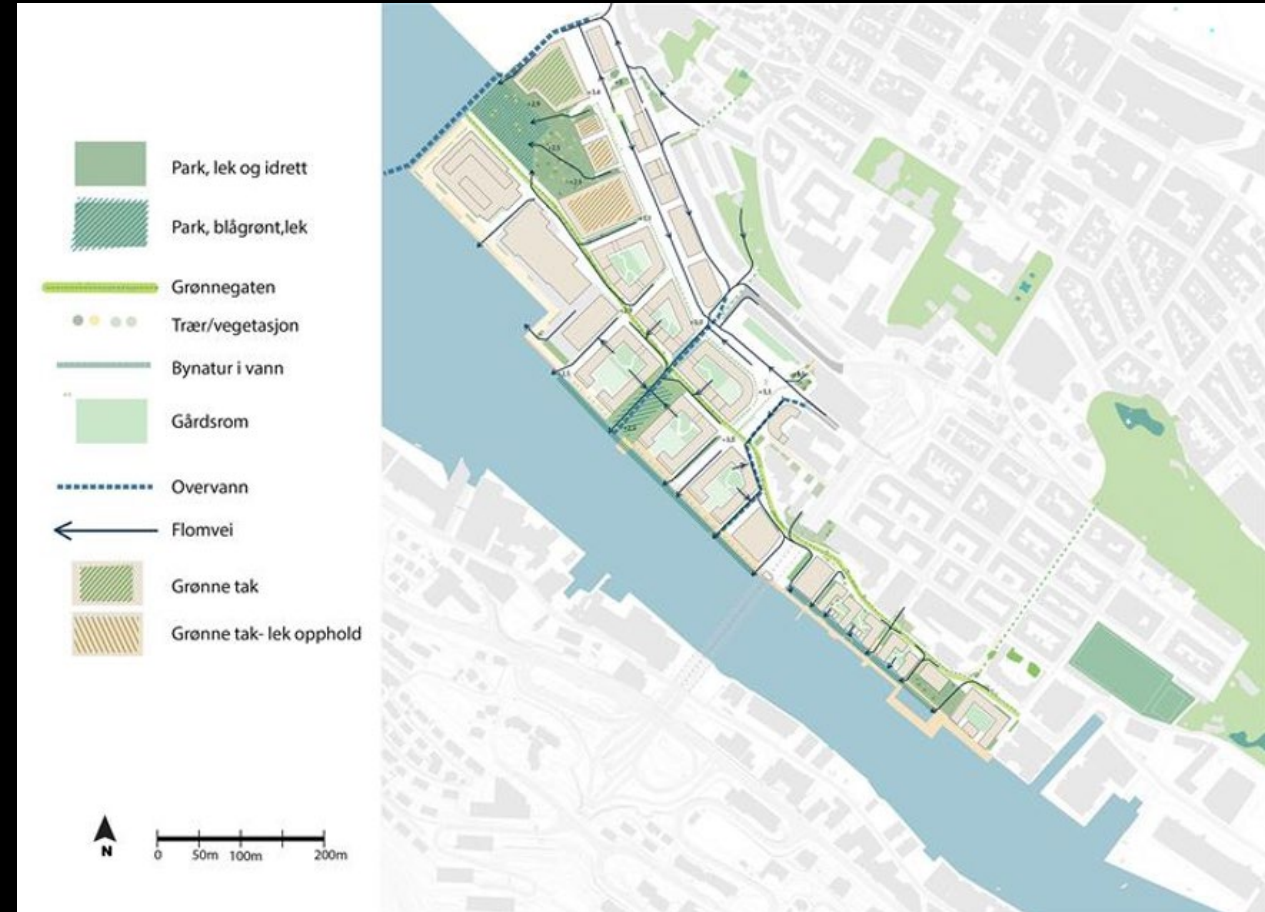 Park, lek og idrett
Park, blågrønt,lek
Grønnegaten
Trær/vegetasjon
Bynatur i vann
Gårdsrom
Overvann
Flomvei
Grønne tak
Grønne tak- lek opphold
N
0 50m 100m 200m